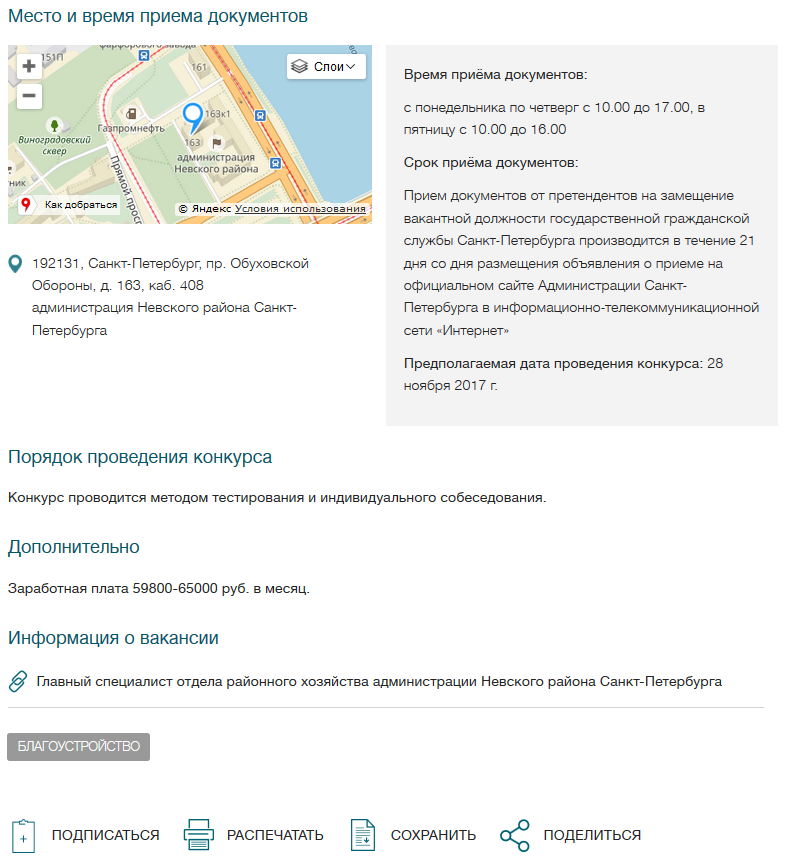 Место и время приема документов
фарфорового завода
151П
161
Слои
163к1
Газпромнефть
163
Виноградовский
сквер
администрация
Невского района
Прямой просп
тник
Как добраться
© Яндекс Условия использования
192131, Санкт-Петербург, пр. Обуховской
Обороны, д. 163, каб. 408
администрация Невского района Санкт-
Петербурга
Время приёма документов:
с понедельника по четверг с 10.00 до 17.00, в
пятницу с 10.00 до 16.00
Срок приёма документов:
Прием документов от претендентов на замещение
вакантной должности государственной гражданской
службы Санкт-Петербурга производится в течение 21
дня со дня размещения объявления о приеме на
официальном сайте Администрации Санкт-
Петербурга в информационно-телекоммуникационной
сети «Интернет»
Предполагаемая дата проведения конкурса: 28
ноября 2017 г.
Порядок проведения конкурса
Конкурс проводится методом тестирования и индивидуального собеседования.
Дополнительно
Заработная плата 59800-65000 руб. в месяц.
Информация о вакансии
Главный специалист отдела районного хозяйства администрации Невского района Санкт-Петербурга
БЛАГОУСТРОЙСТВО
ПОДПИСАТЬСЯ РАСПЕЧАТАТЬ СОХРАНИТЬ ПОДЕЛИТЬСЯ